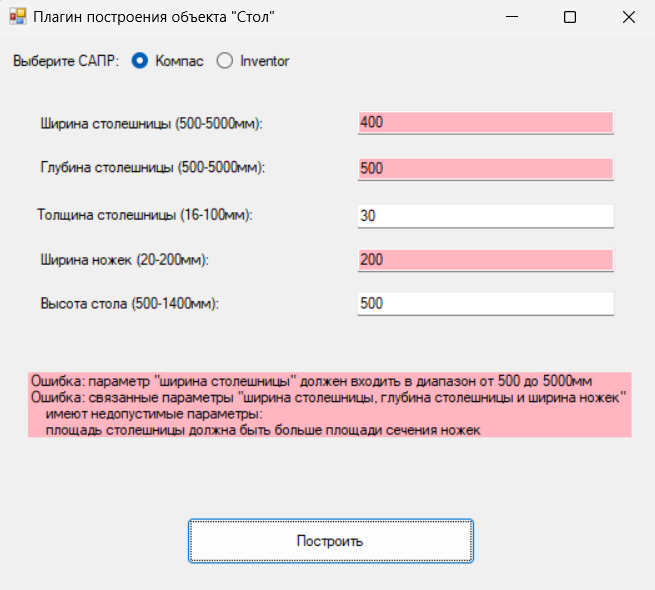 Плагин построения объекта "Стол"
Выберите САПР: Компас Inventor
Ширина столешницы (500-5000мм): 400
Глубина столешницы (500-5000мм): 500
Толщина столешницы (16-100мм): 30
Ширина ножек (20-200мм): 200
Высота стола (500-1400мм): 500
Ошибка: параметр "ширина столешницы" должен входить в диапазон от 500 до 5000мм
Ошибка: связанные параметры "ширина столешницы, глубина столешницы и ширина ножек"
имеют недопустимые параметры:
площадь столешницы должна быть больше площади сечения ножек
Построить